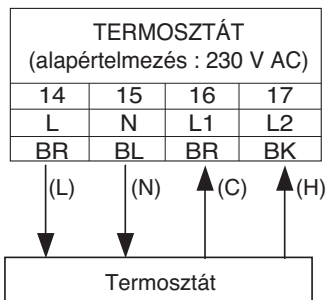 TERMOSZTÁT
(alapértelmezés : 230 V AC)
14 15 16 17
L N L1 L2
BR BL BR BK
(L) (N) (C) (H)
Termosztát